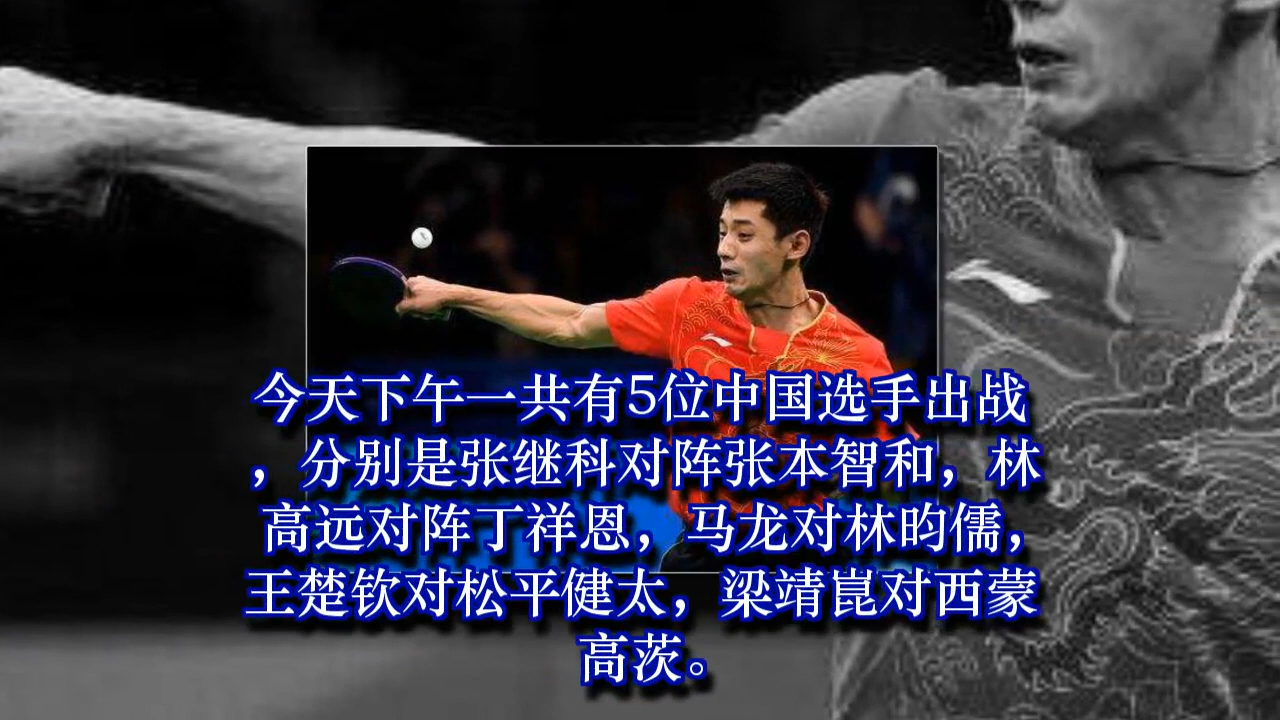 今天下午一共有5位中国选手出战
，分别是张继科对阵张本智和，林
高远对阵丁祥恩，马龙对林昀儒，
王楚钦对松平健太，梁靖崑对西蒙
高茨。